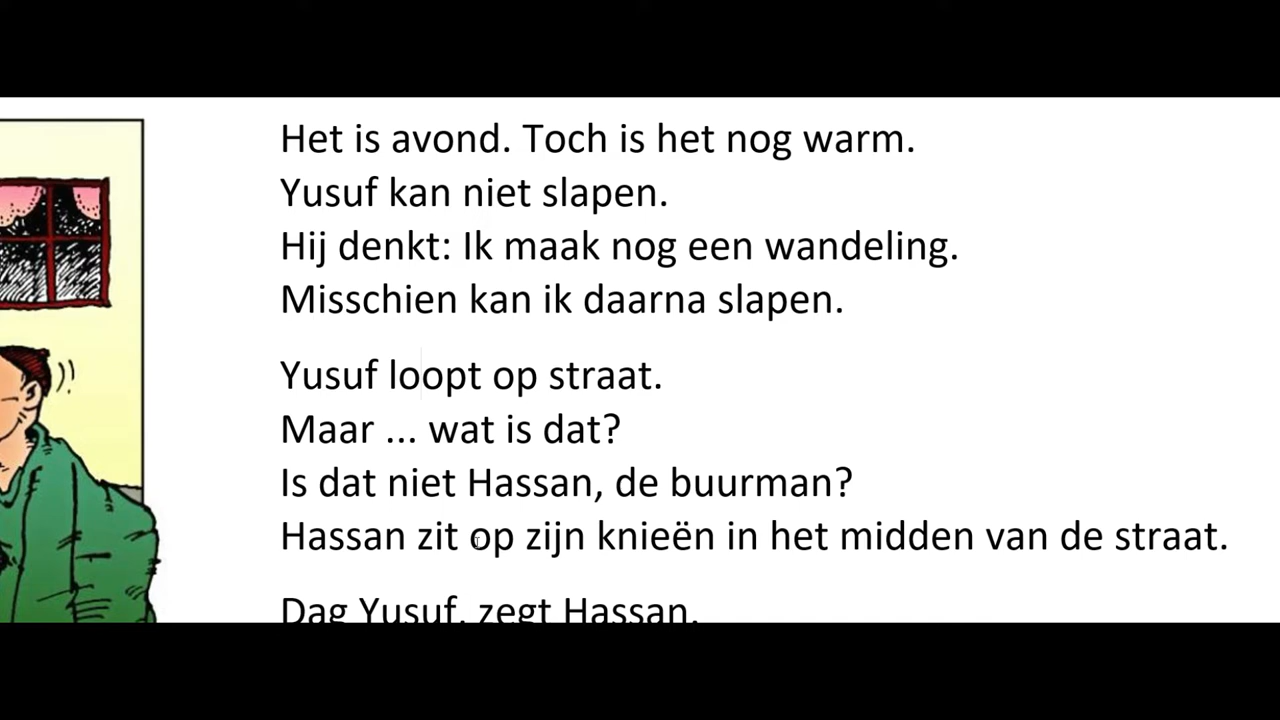 Het is avond. Toch is het nog warm.
Yusuf kan niet slapen.
Hij denkt: Ik maak nog een wandeling.
Misschien kan ik daarna slapen.
Yusuf loopt op straat.
Maar ... wat is dat?
Is dat niet Hassan, de buurman?
Hassan zit op zijn knieën in het midden van de straat.
Dag Yusuf, zegt Hassan.